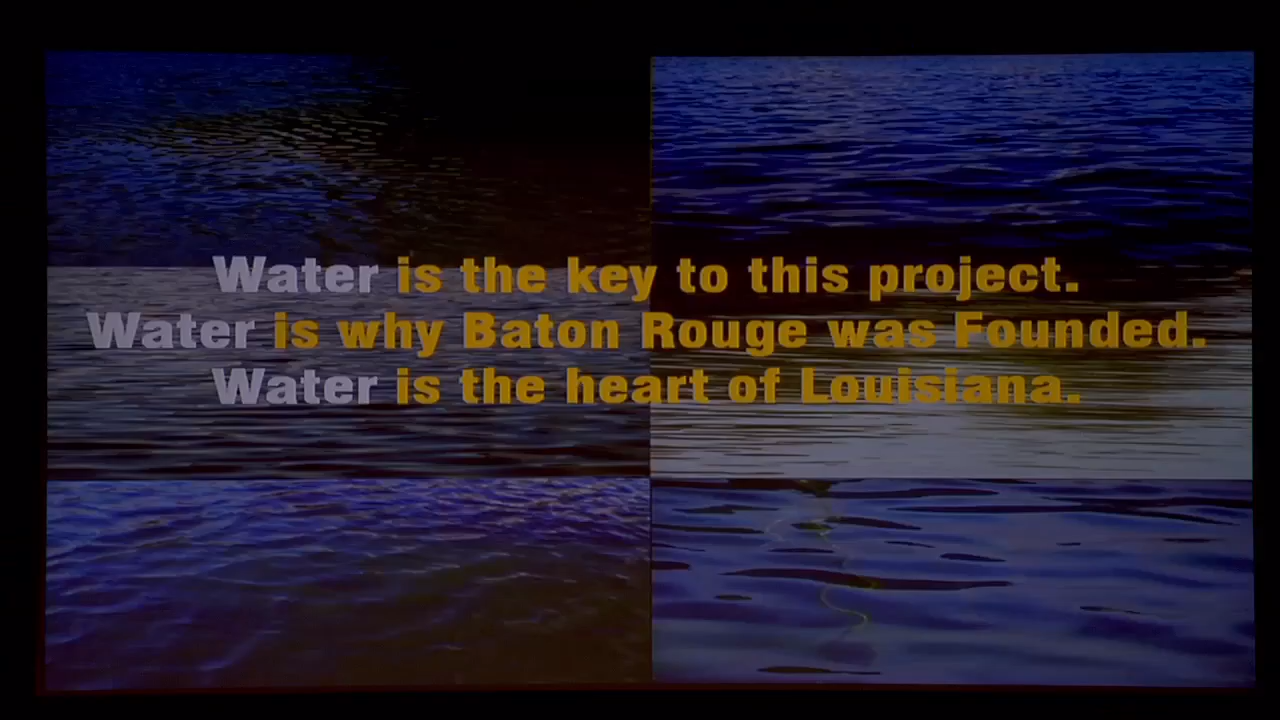 Water is the key to this project.
Water is why Baton Rouge was Founded.
Water is the heart of Louisiana.